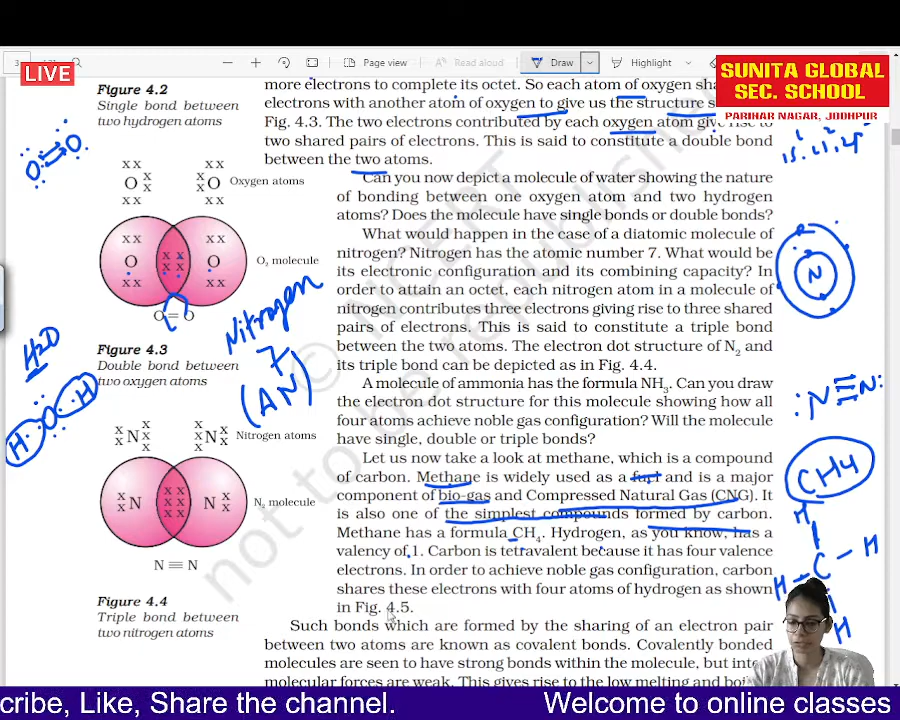 Page view
Read aloud
Draw
Highlight
LIVE
SUNITA GLOBAL
SEC. SCHOOL
PARIHAR NAGAR, JODHPUR
Figure 4.2
Single bond between
two hydrogen atoms
x x x x
O x x O Oxygen atoms
x x
x x x x
O O O₂ molecule
O = O
Figure 4.3
Double bond between
two oxygen atoms
N N Nitrogen atoms
N N N₂ molecule
N ≡ N
Figure 4.4
Triple bond between
two nitrogen atoms
more electrons to complete its octet. So each atom of oxygen
electrons with another atom of oxygen to give us the structure
Fig. 4.3. The two electrons contributed by each oxygen atom give rise to
two shared pairs of electrons. This is said to constitute a double bond
between the two atoms.
Can you now depict a molecule of water showing the nature
of bonding between one oxygen atom and two hydrogen
atoms? Does the molecule have single bonds or double bonds?
What would happen in the case of a diatomic molecule of
nitrogen? Nitrogen has the atomic number 7. What would be
its electronic configuration and its combining capacity? In
order to attain an octet, each nitrogen atom in a molecule of
nitrogen contributes three electrons giving rise to three shared
pairs of electrons. This is said to constitute a triple bond
between the two atoms. The electron dot structure of N₂ and
its triple bond can be depicted as in Fig. 4.4.
A molecule of ammonia has the formula NH₃. Can you draw
the electron dot structure for this molecule showing how all
four atoms achieve noble gas configuration? Will the molecule
have single, double or triple bonds?
Let us now take a look at methane, which is a compound
of carbon. Methane is widely used as a fuel and is a major
component of bio-gas and Compressed Natural Gas (CNG). It
is also one of the simplest compounds formed by carbon.
Methane has a formula CH₄. Hydrogen, as you know, has a
valency of 1. Carbon is tetravalent because it has four valence
electrons. In order to achieve noble gas configuration, carbon
shares these electrons with four atoms of hydrogen as shown
in Fig. 4.5.
Such bonds which are formed by the sharing of an electron pair
between two atoms are known as covalent bonds. Covalently bonded
molecules are seen to have strong bonds within the molecule, but
molecular forces are weak. This gives rise to the low melting and
© NCERT
not to be republished
O = O
H2O
H O H
Nitrogen
7
(AN)
N
N ≡ N
CH4
H
C - H
H
H
cribe, Like, Share the channel. Welcome to online classes